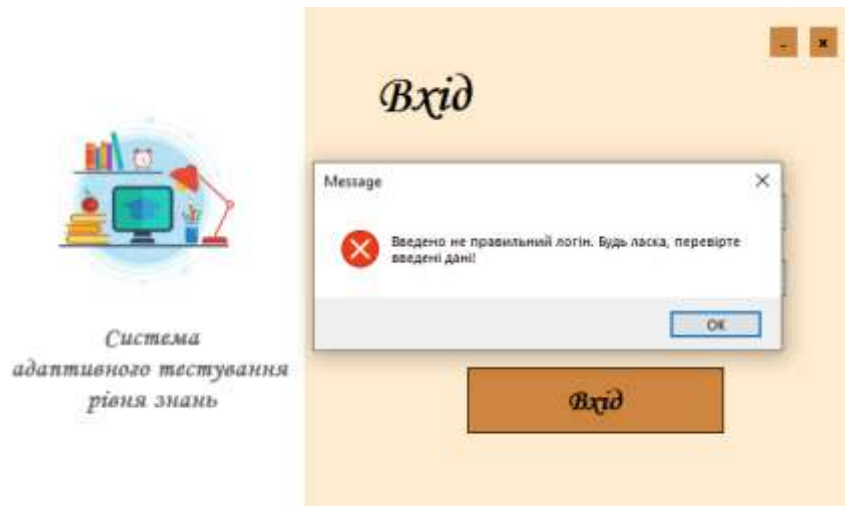 Вхід
Message
Введено не правильний логін. Будь ласка, перевірте
введені дані!
OK
Система
адаптивного тестування
рівня знань
Вхід